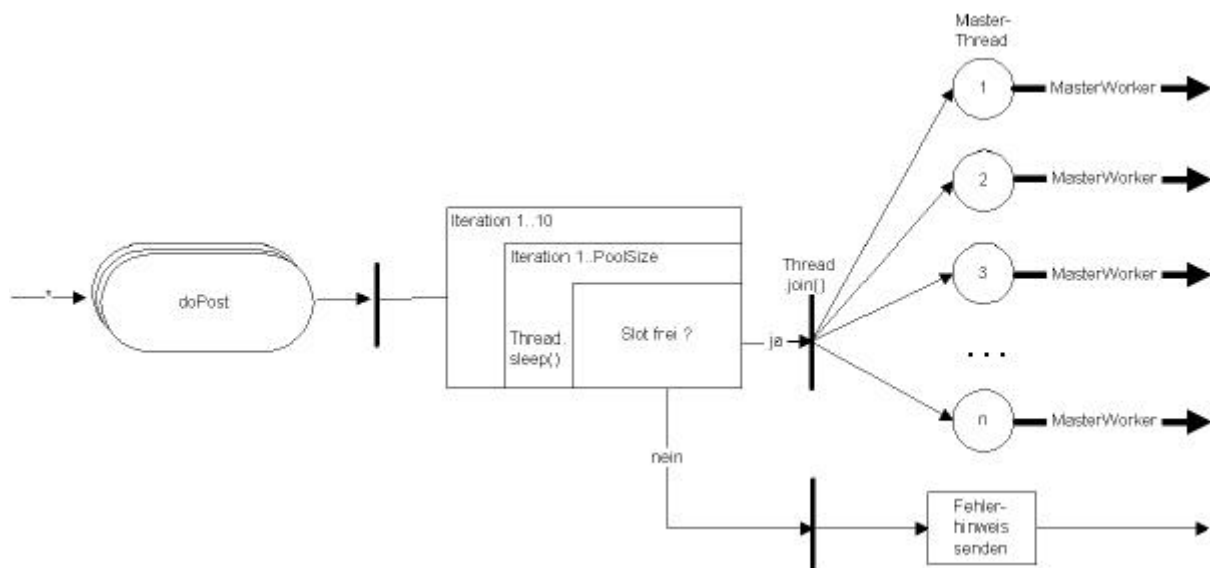 Master-
Thread
1
MasterWorker
2
MasterWorker
Iteration 1..10
Iteration 1..PoolSize
Thread
join()
3
MasterWorker
*
doPost
Thread.
sleep()
Slot frei ?
ja
...
n
MasterWorker
nein
Fehler-
hinweis
senden